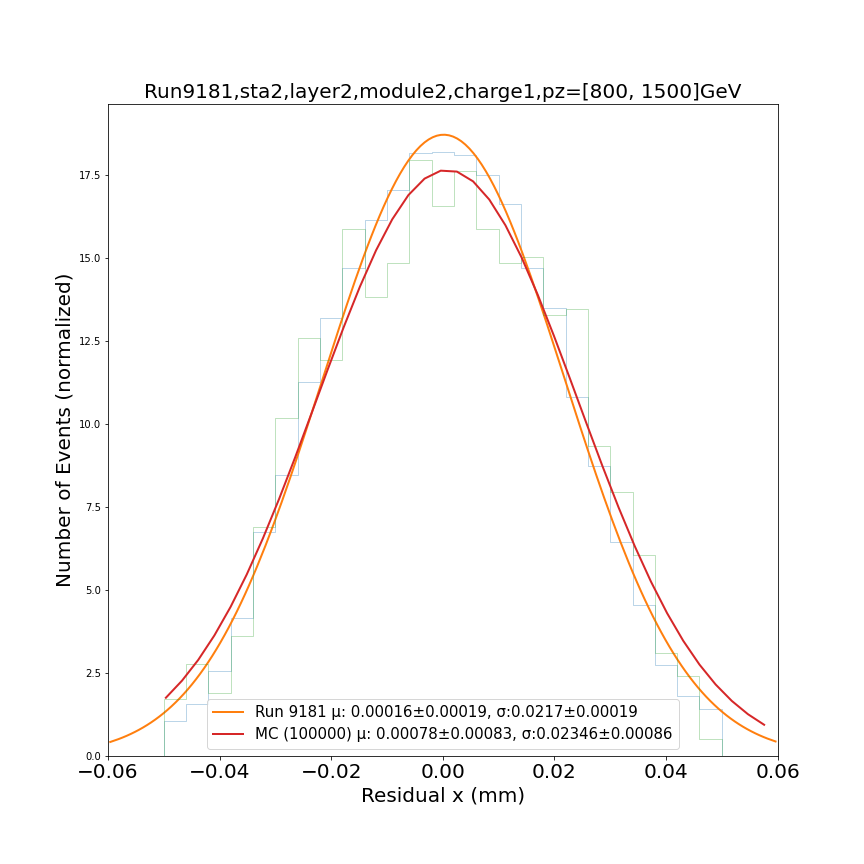 Run9181,sta2,layer2,module2,charge1,pz=[800, 1500]GeV
Number of Events (normalized)
17.5
15.0
12.5
10.0
7.5
5.0
2.5
0.0
Run 9181 μ: 0.00016±0.00019, σ:0.0217±0.00019
MC (100000) μ: 0.00078±0.00083, σ:0.02346±0.00086
−0.06 −0.04 −0.02 0.00 0.02 0.04 0.06
Residual x (mm)